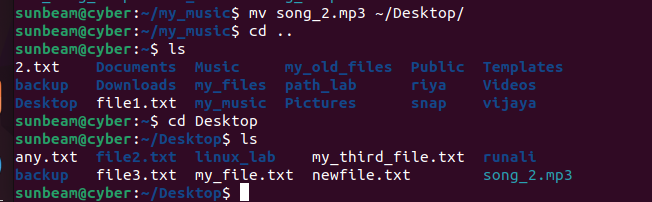 sunbeam@cyber:~/my_music$ mv song_2.mp3 ~/Desktop/
sunbeam@cyber:~/my_music$ cd ..
sunbeam@cyber:~$ ls
2.txt    Documents  Music     my_old_files  Public  Templates
backup   Downloads  my_files  path_lab      riya    Videos
Desktop  file1.txt  my_music  Pictures      snap    vijaya
sunbeam@cyber:~$ cd Desktop
sunbeam@cyber:~/Desktop$ ls
any.txt  file2.txt  linux_lab    my_third_file.txt  runali
backup   file3.txt  my_file.txt  newfile.txt        song_2.mp3
sunbeam@cyber:~/Desktop$